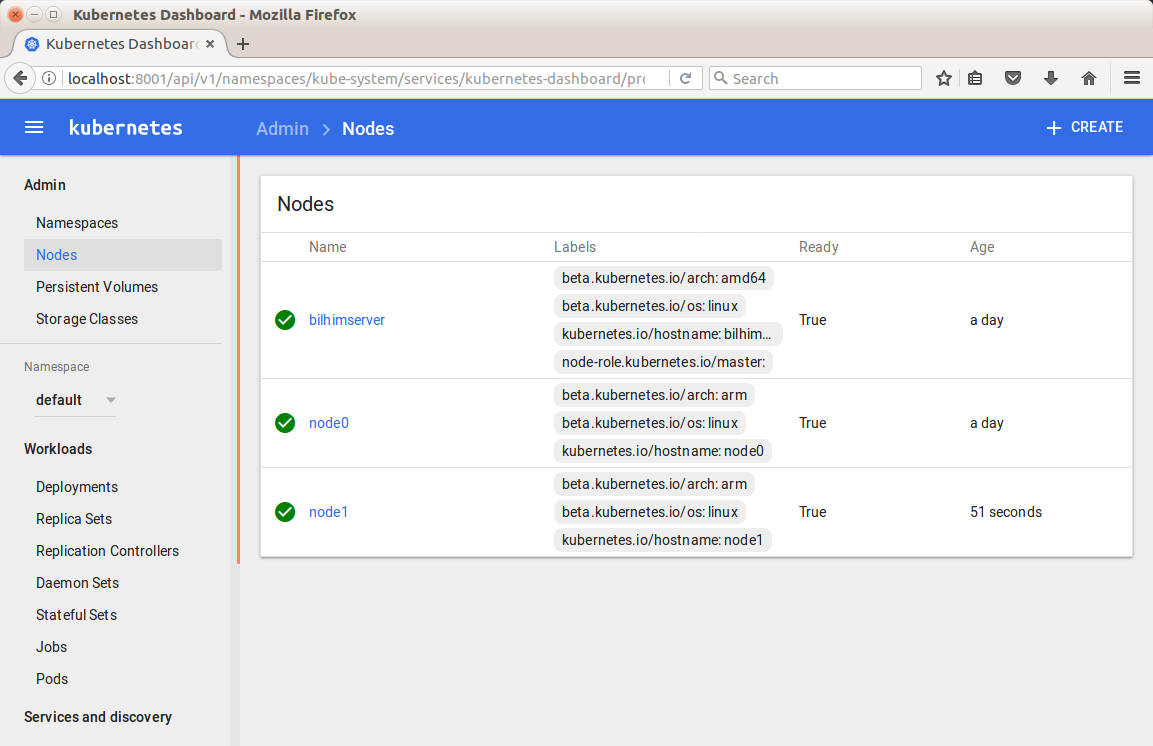 Kubernetes Dashboard - Mozilla Firefox
Kubernetes Dashboard
localhost:8001/api/v1/namespaces/kube-system/services/kubernetes-dashboard/pro
Search
kubernetes
Admin > Nodes
+ CREATE
Admin
Namespaces
Nodes
Persistent Volumes
Storage Classes
Namespace
default
Workloads
Deployments
Replica Sets
Replication Controllers
Daemon Sets
Stateful Sets
Jobs
Pods
Services and discovery
Nodes
Name Labels Ready Age
beta.kubernetes.io/arch: amd64
beta.kubernetes.io/os: linux
bilhimserver True a day
kubernetes.io/hostname: bilhim...
node-role.kubernetes.io/master:
beta.kubernetes.io/arch: arm
node0 beta.kubernetes.io/os: linux True a day
kubernetes.io/hostname: node0
beta.kubernetes.io/arch: arm
node1 beta.kubernetes.io/os: linux True 51 seconds
kubernetes.io/hostname: node1